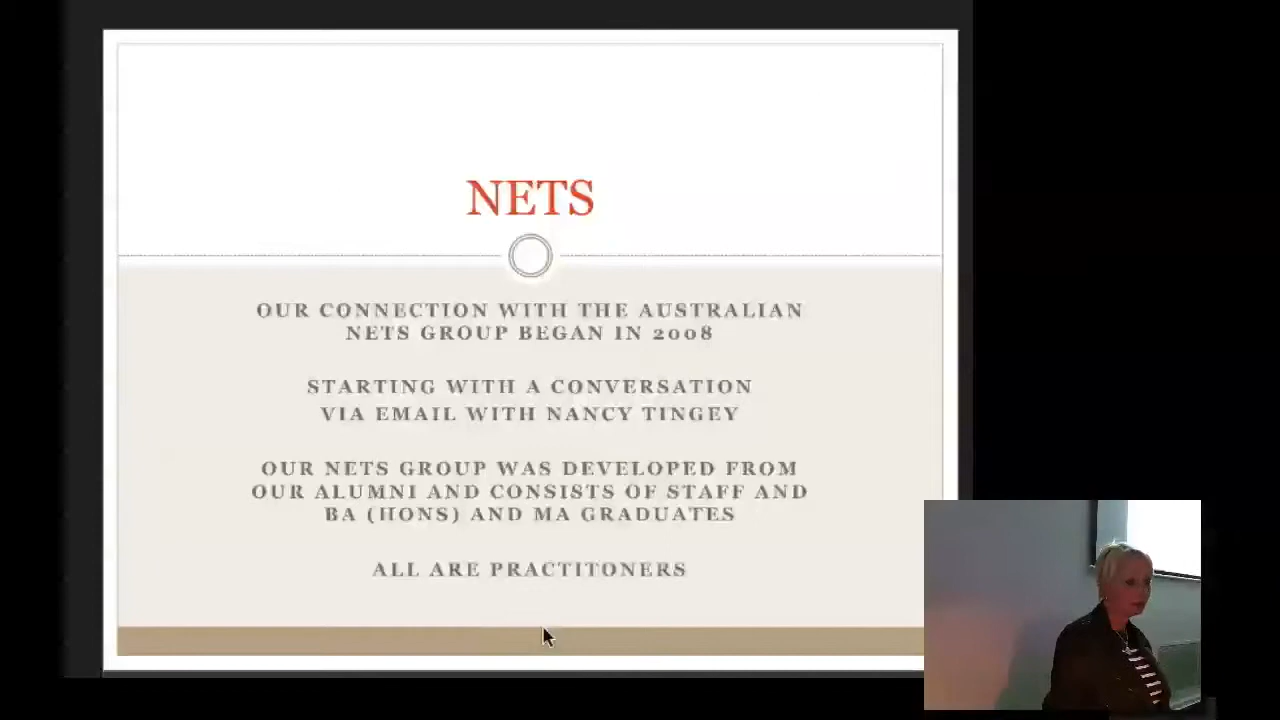 NETS
OUR CONNECTION WITH THE AUSTRALIAN
NETS GROUP BEGAN IN 2008
STARTING WITH A CONVERSATION
VIA EMAIL WITH NANCY TINGEY
OUR NETS GROUP WAS DEVELOPED FROM
OUR ALUMNI AND CONSISTS OF STAFF AND
BA (HONS) AND MA GRADUATES
ALL ARE PRACTITONERS